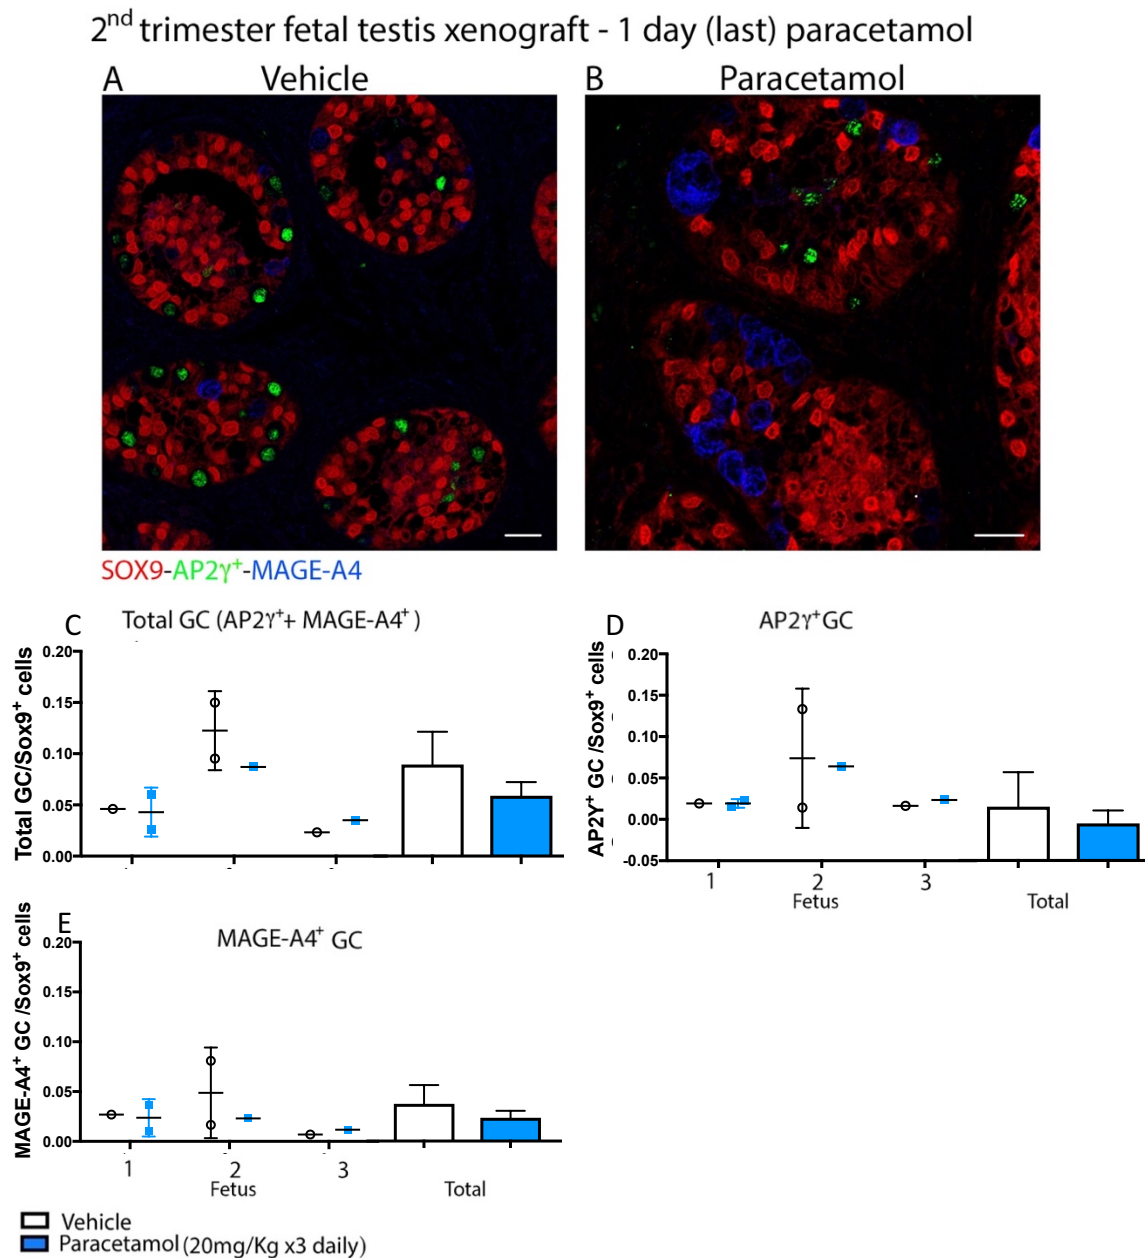 2nd trimester fetal testis xenograft - 1 day (last) paracetamol
A Vehicle
B Paracetamol
SOX9-AP2γ+-MAGE-A4
C Total GC (AP2γ++ MAGE-A4+)
Total GC/Sox9+ cells
0.20
0.15
0.10
0.05
0.00
D AP2γ+GC
AP2Y+ GC /Sox9+ cells
0.20
0.15
0.10
0.05
0.00
-0.05
1 2 3
Fetus Total
E MAGE-A4+ GC
MAGE-A4+ GC /Sox9+ cells
0.20
0.15
0.10
0.05
0.00
1 2 3
Fetus Total
Vehicle
Paracetamol (20mg/Kg x3 daily)